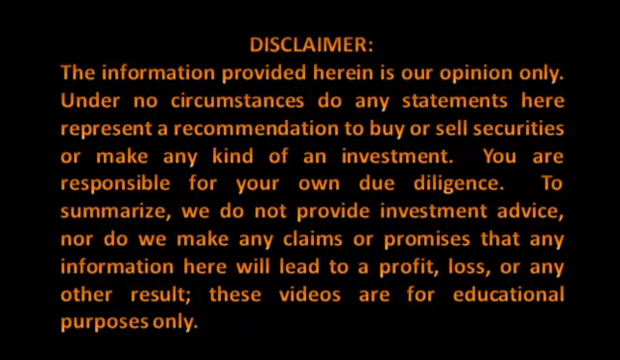 DISCLAIMER:
The information provided herein is our opinion only.
Under no circumstances do any statements here
represent a recommendation to buy or sell securities
or make any kind of an investment. You are
responsible for your own due diligence. To
summarize, we do not provide investment advice,
nor do we make any claims or promises that any
information here will lead to a profit, loss, or any
other result; these videos are for educational
purposes only.